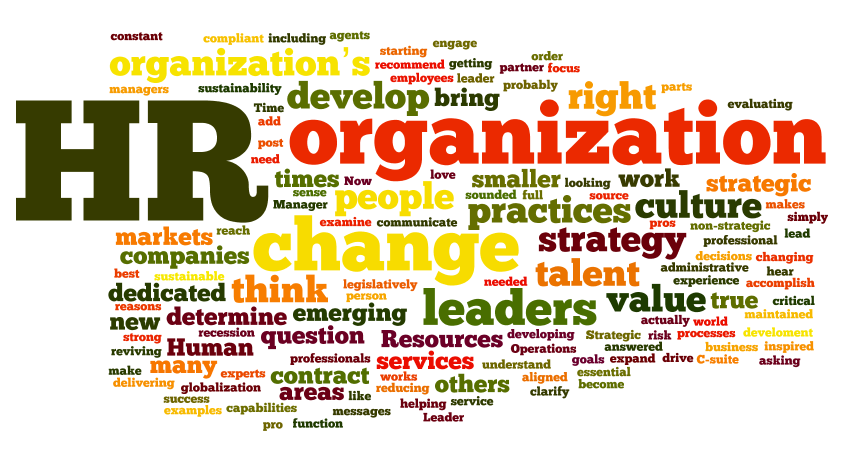 constant compliant including agents
organization's starting engage
recommend getting partner focus order
managers sustainability employees leader probably
develop bring right parts
HR Time organization evaluating
add
post
need
times Now love smaller looking work strategic
sense people sounded full source makes
Manager practices culture simply
examine communicate pros non-strategic lead
markets reach change strategy professional
companies decisions changing
best sustainable needed talent administrative hear
think legislatively experience accomplish
dedicated person leaders value true critical
reasons maintained
new determine emerging actually world
strong recession question Resources developing Strategic risk processes develoment
reviving Human Operations answered business inspired
make many professionals services understand goals expand drive C-suite asking
experts contract works aligned essential
delivering globalization reducing others clarify become
success areas like
examples capabilities messages helping service
pro function Leader